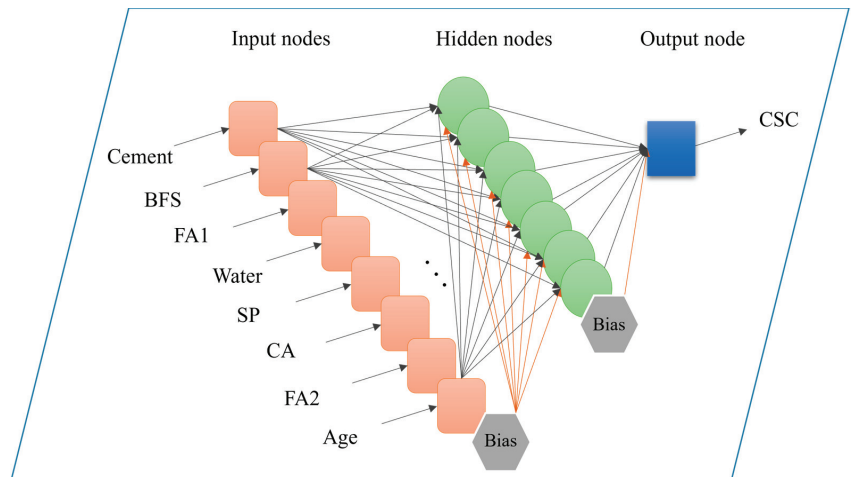 Input nodes
Hidden nodes
Output node
Cement
BFS
FA1
Water
SP
CA
FA2
Age
Bias
Bias
CSC